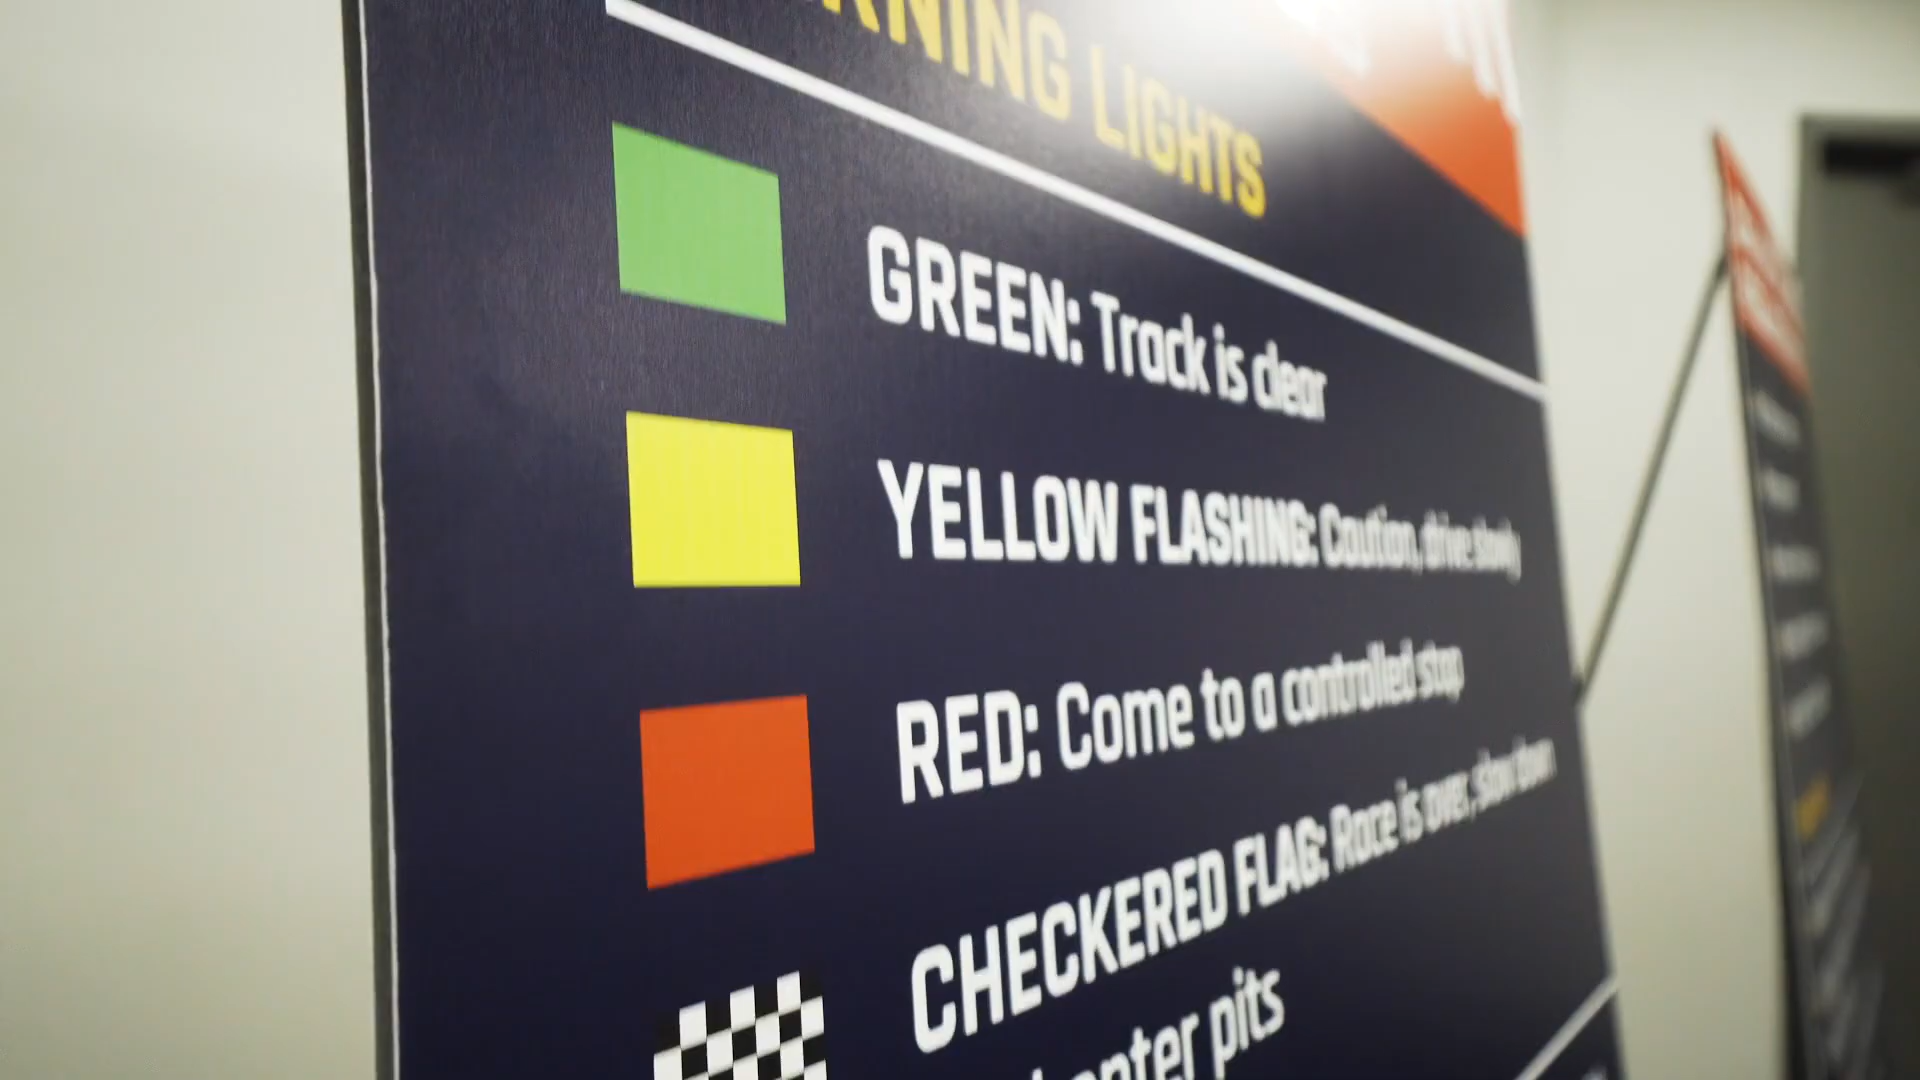 RNING LIGHTS
GREEN: Track is clear
YELLOW FLASHING: Caution, drive slowly
RED: Come to a controlled stop
CHECKERED FLAG: Race is over, slow down
enter pits